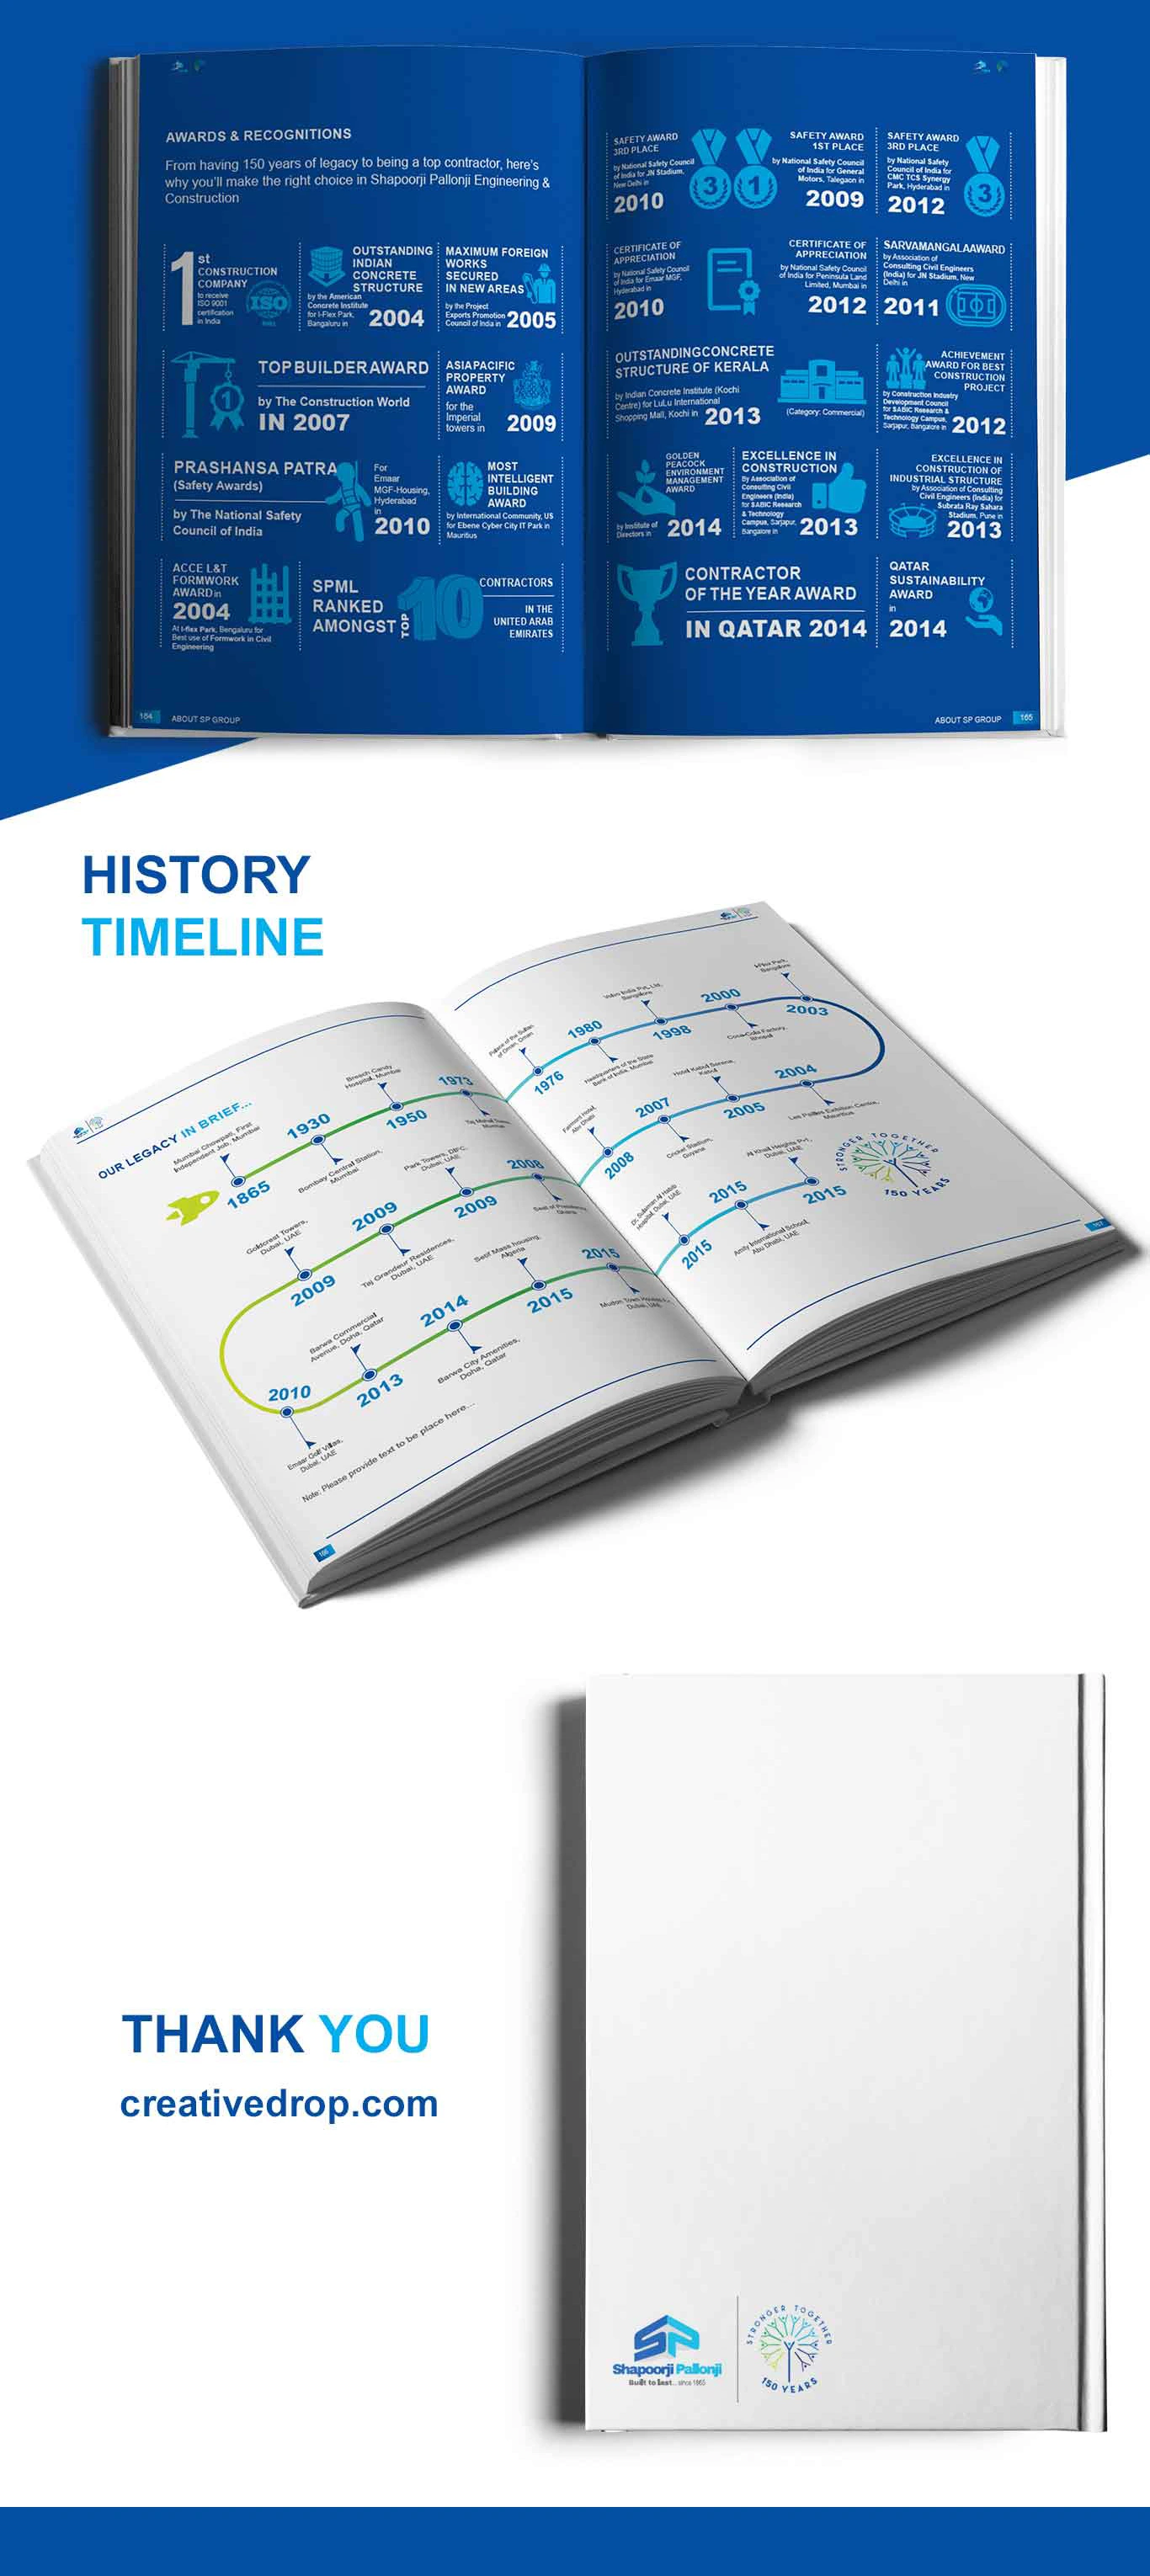 AWARDS & RECOGNITIONS
From having 150 years of legacy to being a top contractor, here's
why you'll make the right choice in Shapoorji Pallonji Engineering &
Construction
1st
CONSTRUCTION
COMPANY
to receive
ISO 9001
certification
in India
ISO
OUTSTANDING
INDIAN
CONCRETE
STRUCTURE
by the American
Concrete Institute
for I-Flex Park,
Bangaluru in
2004
MAXIMUM FOREIGN
WORKS
SECURED
IN NEW AREAS
by the Project
Exports Promotion
Council of India in
2005
1
TOP BUILDER AWARD
by The Construction World
IN 2007
ASIA PACIFIC
PROPERTY
AWARD
for the
Imperial
towers in
2009
PRASHANSA PATRA
(Safety Awards)
by The National Safety
Council of India
For
Emaar
MGF-Housing,
Hyderabad
in
2010
MOST
INTELLIGENT
BUILDING
AWARD
by International Community, US
for Ebene Cyber City IT Park in
Mauritius
ACCE L&T
FORMWORK
AWARD in
2004
At I-flex Park, Bengaluru for
Best use of Formwork in Civil
Engineering
SPML
RANKED
AMONGST
TOP
10
CONTRACTORS
IN THE
UNITED ARAB
EMIRATES
164
ABOUT SP GROUP
SAFETY AWARD
3RD PLACE
by National Safety Council
of India for JN Stadium,
New Delhi in
2010
3
1
SAFETY AWARD
1ST PLACE
by National Safety Council
of India for General
Motors, Talegaon in
2009
SAFETY AWARD
3RD PLACE
by National Safety
Council of India for
CMC TCS Synergy
Park, Hyderabad in
2012
3
CERTIFICATE OF
APPRECIATION
by National Safety Council
of India for Emaar MGF,
Hyderabad in
2010
CERTIFICATE OF
APPRECIATION
by National Safety Council
of India for Peninsula Land
Limited, Mumbai in
2012
SARVAMANGALA AWARD
by Association of
Consulting Civil Engineers
(India) for JN Stadium, New
Delhi in
2011
OUTSTANDING CONCRETE
STRUCTURE OF KERALA
by Indian Concrete Institute (Kochi
Centre) for LuLu International
Shopping Mall, Kochi in
2013
(Category: Commercial)
ACHIEVEMENT
AWARD FOR BEST
CONSTRUCTION
PROJECT
by Construction Industry
Development Council
for SABIC Research &
Technology Campus,
Sarjapur, Bangalore in
2012
GOLDEN
PEACOCK
ENVIRONMENT
MANAGEMENT
AWARD
by Institute of
Directors in
2014
EXCELLENCE IN
CONSTRUCTION
By Association of
Consulting Civil
Engineers (India)
for SABIC Research
& Technology
Campus, Sarjapur,
Bangalore in
2013
EXCELLENCE IN
CONSTRUCTION OF
INDUSTRIAL STRUCTURE
by Association of Consulting
Civil Engineers (India) for
Subrata Ray Sahara
Stadium, Pune in
2013
CONTRACTOR
OF THE YEAR AWARD
IN QATAR 2014
QATAR
SUSTAINABILITY
AWARD
in
2014
ABOUT SP GROUP
165
HISTORY
TIMELINE
OUR LEGACY IN BRIEF...
Mumbai Chowpati, First
Independent Job, Mumbai
1865
1930
Bombay Central Station,
Mumbai
Breach Candy
Hospital, Mumbai
1950
1973
Taj Mahal
Mumbai
Palace of the Sultan
of Oman, Oman
1976
1980
Headquarters of the State
Bank of India, Mumbai
Volvo India Pvt. Ltd,
Bangalore
1998
2000
Coca-Cola Factory,
Bhopal
Park,
Bangalore
2003
2004
Les Exhibition Centre,
Mauritius
2005
2007
Cricket Stadium,
Guyana
Fairmont Hotel,
Abu Dhabi
2008
2008
Seat of
Ghana
Park Towers, DIFC,
Dubai, UAE
2009
2009
Taj Grandeur Residences,
Dubai, UAE
Goldcrest Towers,
Dubai, UAE
2009
2010
Emaar Golf Villas,
Dubai, UAE
Barwa Commercial
Avenue, Doha, Qatar
2013
2014
Barwa City Amenities,
Doha, Qatar
Setif Mass housing,
Algeria
2015
2015
Mudon
Dubai, UAE
Dr. Sulaiman Al Habib
Hospital, Dubai, UAE
2015
2015
Amity International School,
Abu Dhabi, UAE
Al Khail Heights
Dubai, UAE
2015
STRONGER TOGETHER
150 YEARS
Note: Please provide text to be place here...
166
167
THANK YOU
creativedrop.com
SP
Shapoorji Pallonji
Built to last... since 1865
STRONGER TOGETHER
150 YEARS